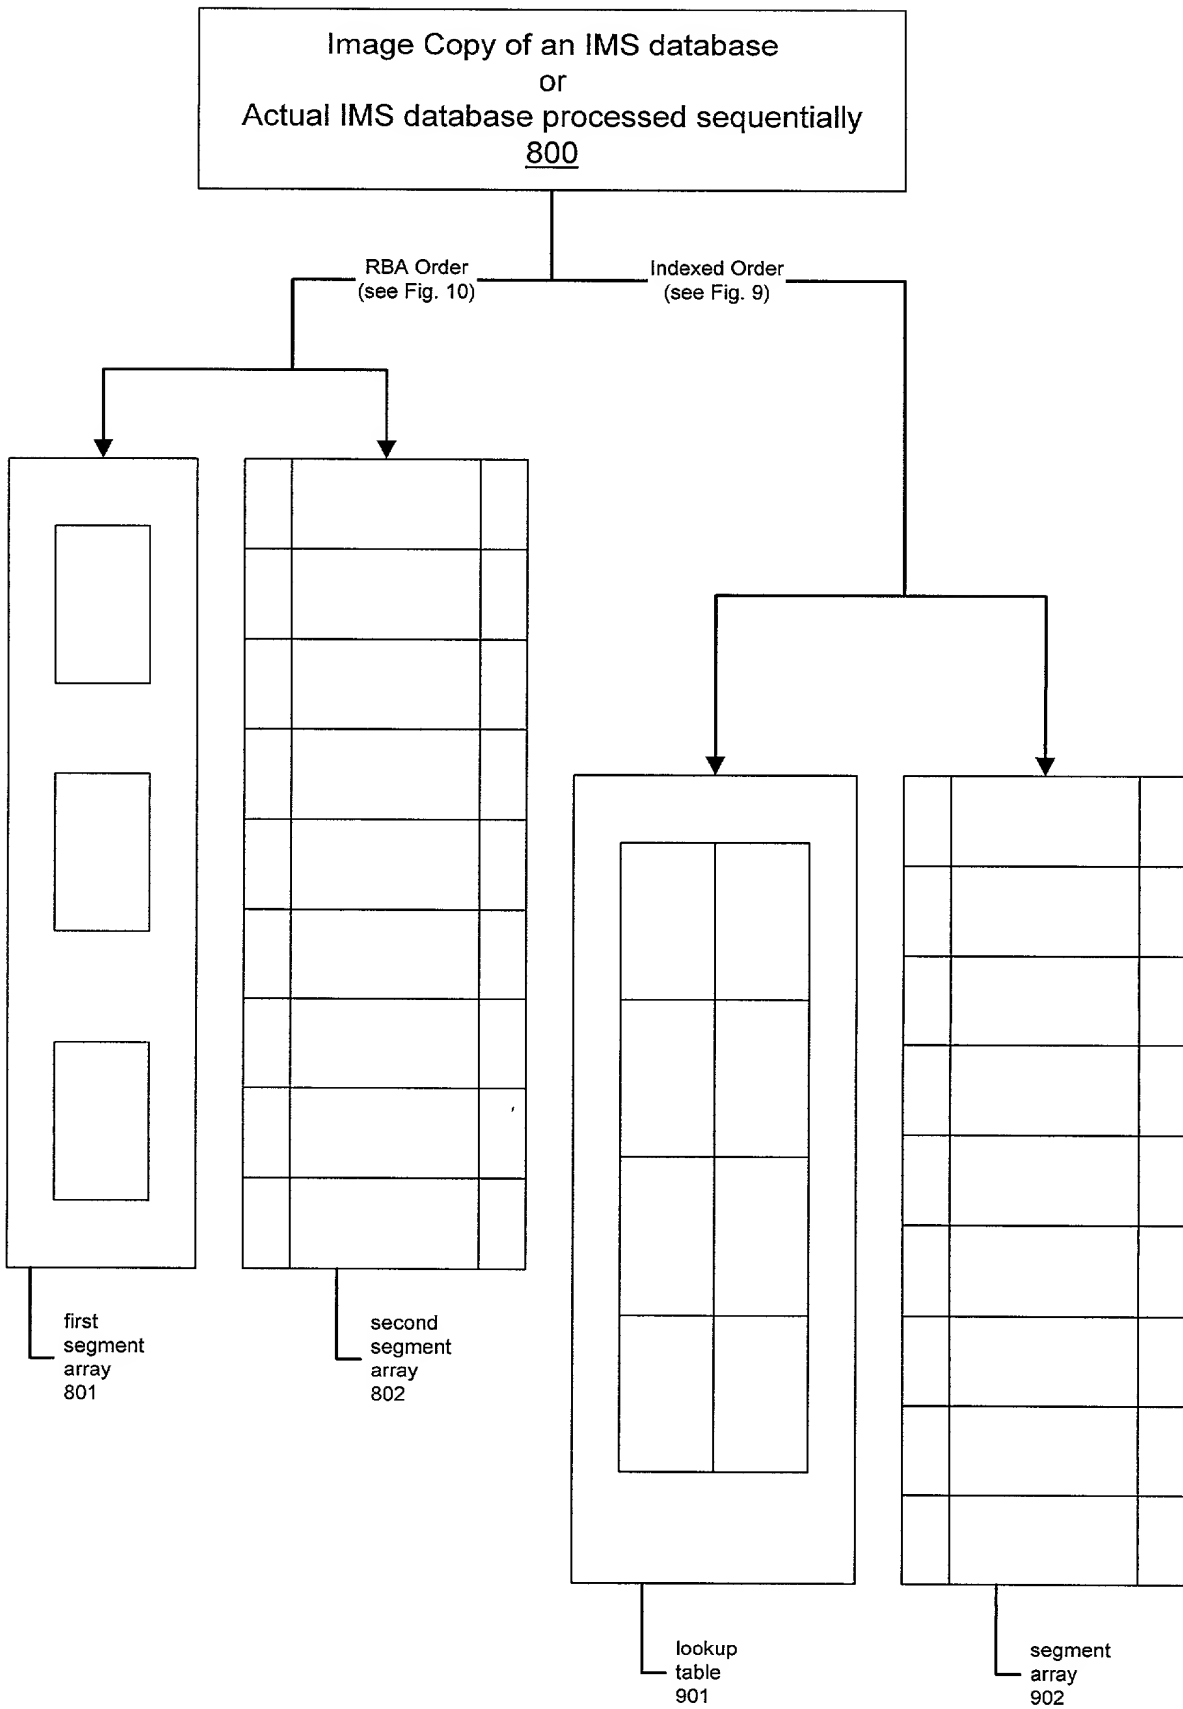 Image Copy of an IMS database
or
Actual IMS database processed sequentially
800
RBA Order
(see Fig. 10)
Indexed Order
(see Fig. 9)
first
segment
array
801
second
segment
array
802
lookup
table
901
segment
array
902